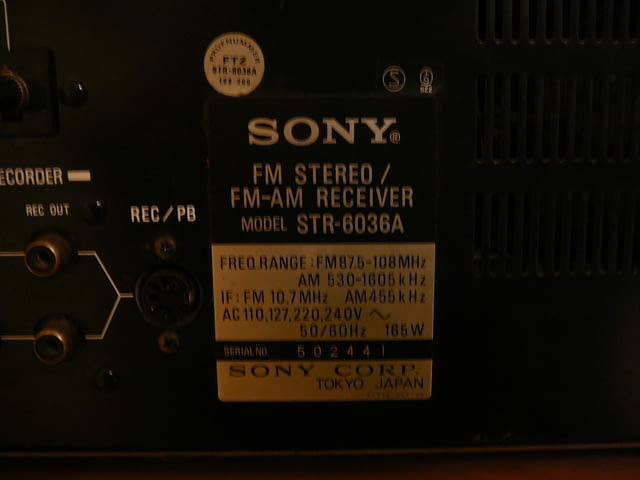 PRÜFNUMMER
FTZ
STR-6036A
S
ECORDER
REC OUT
REC/PB
SONY®
FM STEREO /
FM-AM RECEIVER
MODEL STR-6036A
FREQ.RANGE : FM87.5-108MHz
AM 530-1605kHz
IF : FM 10.7MHz AM455kHz
AC 110,127,220,240V ~
50/60Hz 165W
SERIAL NO. 502441
SONY CORP.
TOKYO JAPAN